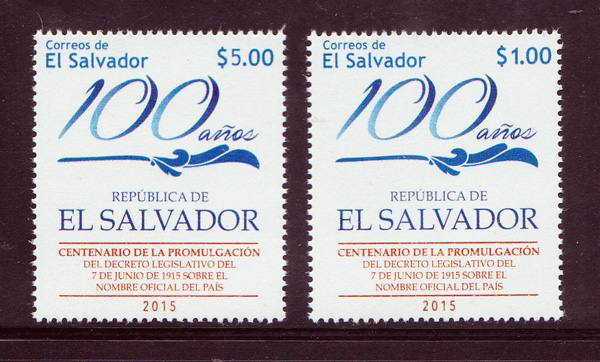 Correos de
El Salvador $5.00
100 años
REPÚBLICA DE
EL SALVADOR
CENTENARIO DE LA PROMULGACIÓN
DEL DECRETO LEGISLATIVO DEL
7 DE JUNIO DE 1915 SOBRE EL
NOMBRE OFICIAL DEL PAÍS
2015
Correos de
El Salvador $1.00
100 años
REPÚBLICA DE
EL SALVADOR
CENTENARIO DE LA PROMULGACIÓN
DEL DECRETO LEGISLATIVO DEL
7 DE JUNIO DE 1915 SOBRE EL
NOMBRE OFICIAL DEL PAÍS
2015